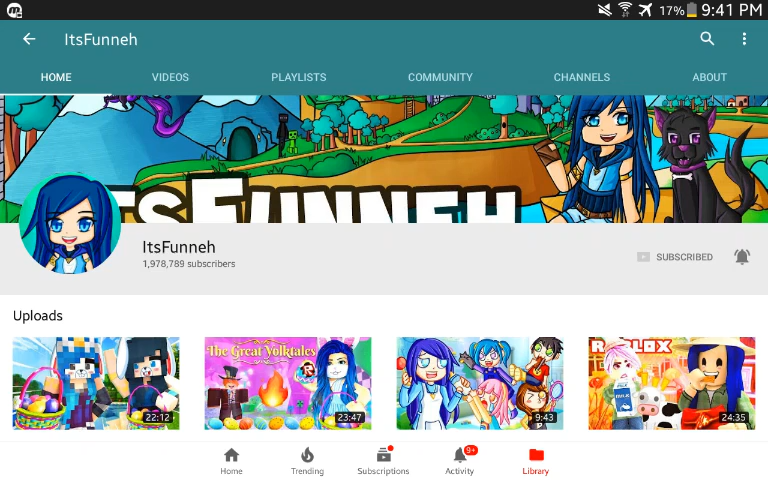 17% 9:41 PM
ItsFunneh
HOME VIDEOS PLAYLISTS COMMUNITY CHANNELS ABOUT
ITSFUNNEH
ItsFunneh
1,978,789 subscribers
SUBSCRIBED
Uploads
The Great Yolktales
ROBLOX
MILK
22:12
23:47
9:43
24:35
9+
Home Trending Subscriptions Activity Library